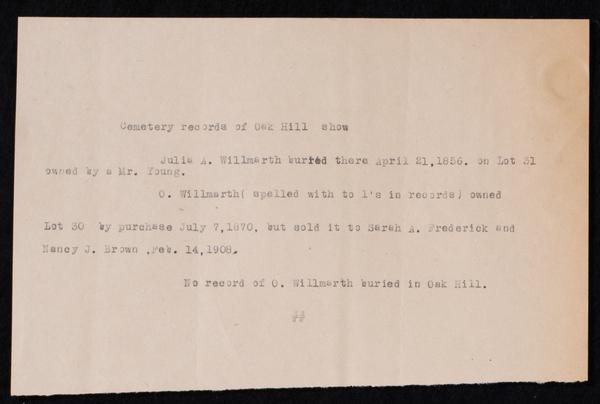 Cemetery records of Oak Hill show
Julia A. Willmarth buried there April 21,1856. on Lot 31
owned by a Mr. Young.
O. Willmarth( spelled with to l's in records) owned
Lot 30 by purchase July 7,1870, but sold it to Sarah A. Frederick and
Nancy J. Brown ,Feb. 14,1908.
No record of O. Willmarth buried in Oak Hill.